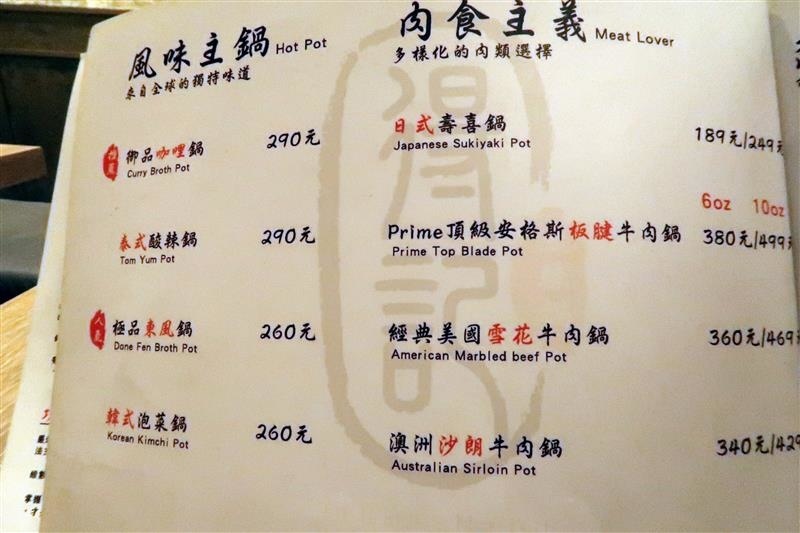 風味主鍋 Hot Pot
來自全球的獨特味道
推薦 御品咖哩鍋 290元
Curry Broth Pot
泰式酸辣鍋 290元
Tom Yum Pot
人氣 極品東風鍋 260元
Done Fen Broth Pot
韓式泡菜鍋 260元
Korean Kimchi Pot
肉食主義 Meat Lover
多樣化的肉類選擇
日式壽喜鍋 189元/249元
Japanese Sukiyaki Pot
6oz 10oz
Prime頂級安格斯板腱牛肉鍋 380元/499元
Prime Top Blade Pot
經典美國雪花牛肉鍋 360元/469
American Marbled beef Pot
澳洲沙朗牛肉鍋 340元/429
Australian Sirloin Pot
得記